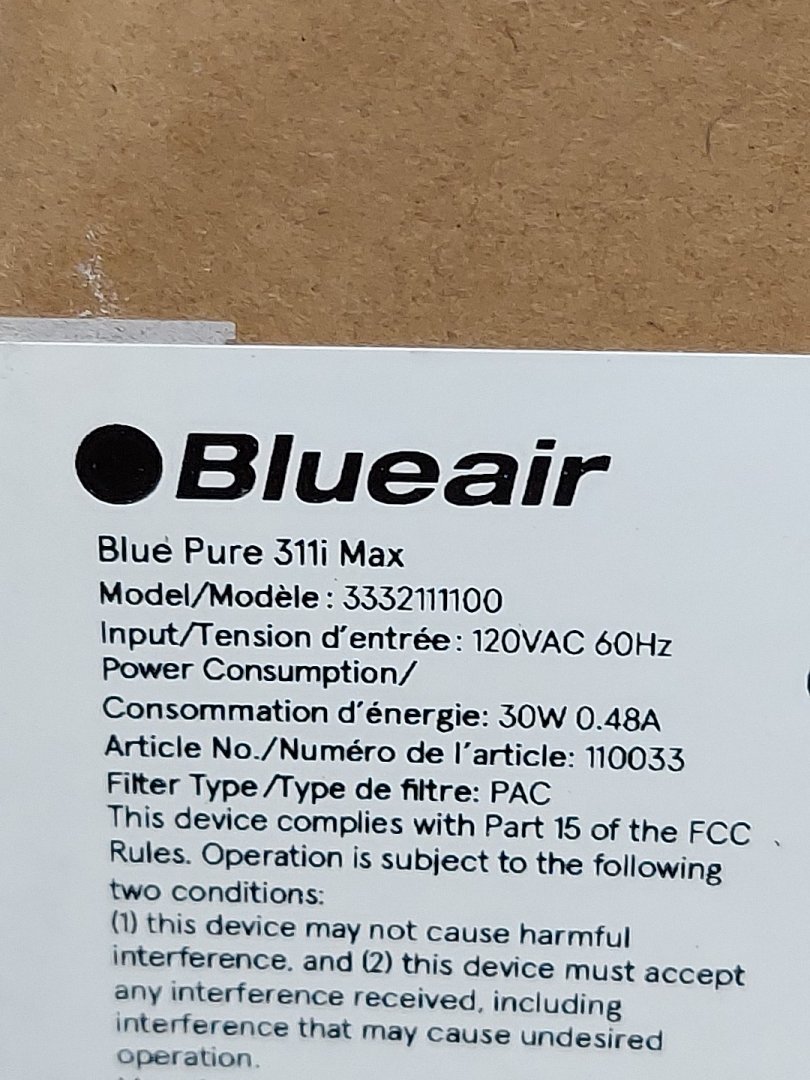 Blueair
Blue Pure 311i Max
Model/Modèle: 3332111100
Input/Tension d'entrée: 120VAC 60Hz
Power Consumption/
Consommation d'énergie: 30W 0.48A
Article No./Numéro de l'article: 110033
Filter Type/Type de filtre: PAC
This device complies with Part 15 of the FCC
Rules. Operation is subject to the following
two conditions:
(1) this device may not cause harmful
interference. and (2) this device must accept
any interference received, including
interference that may cause undesired
operation.